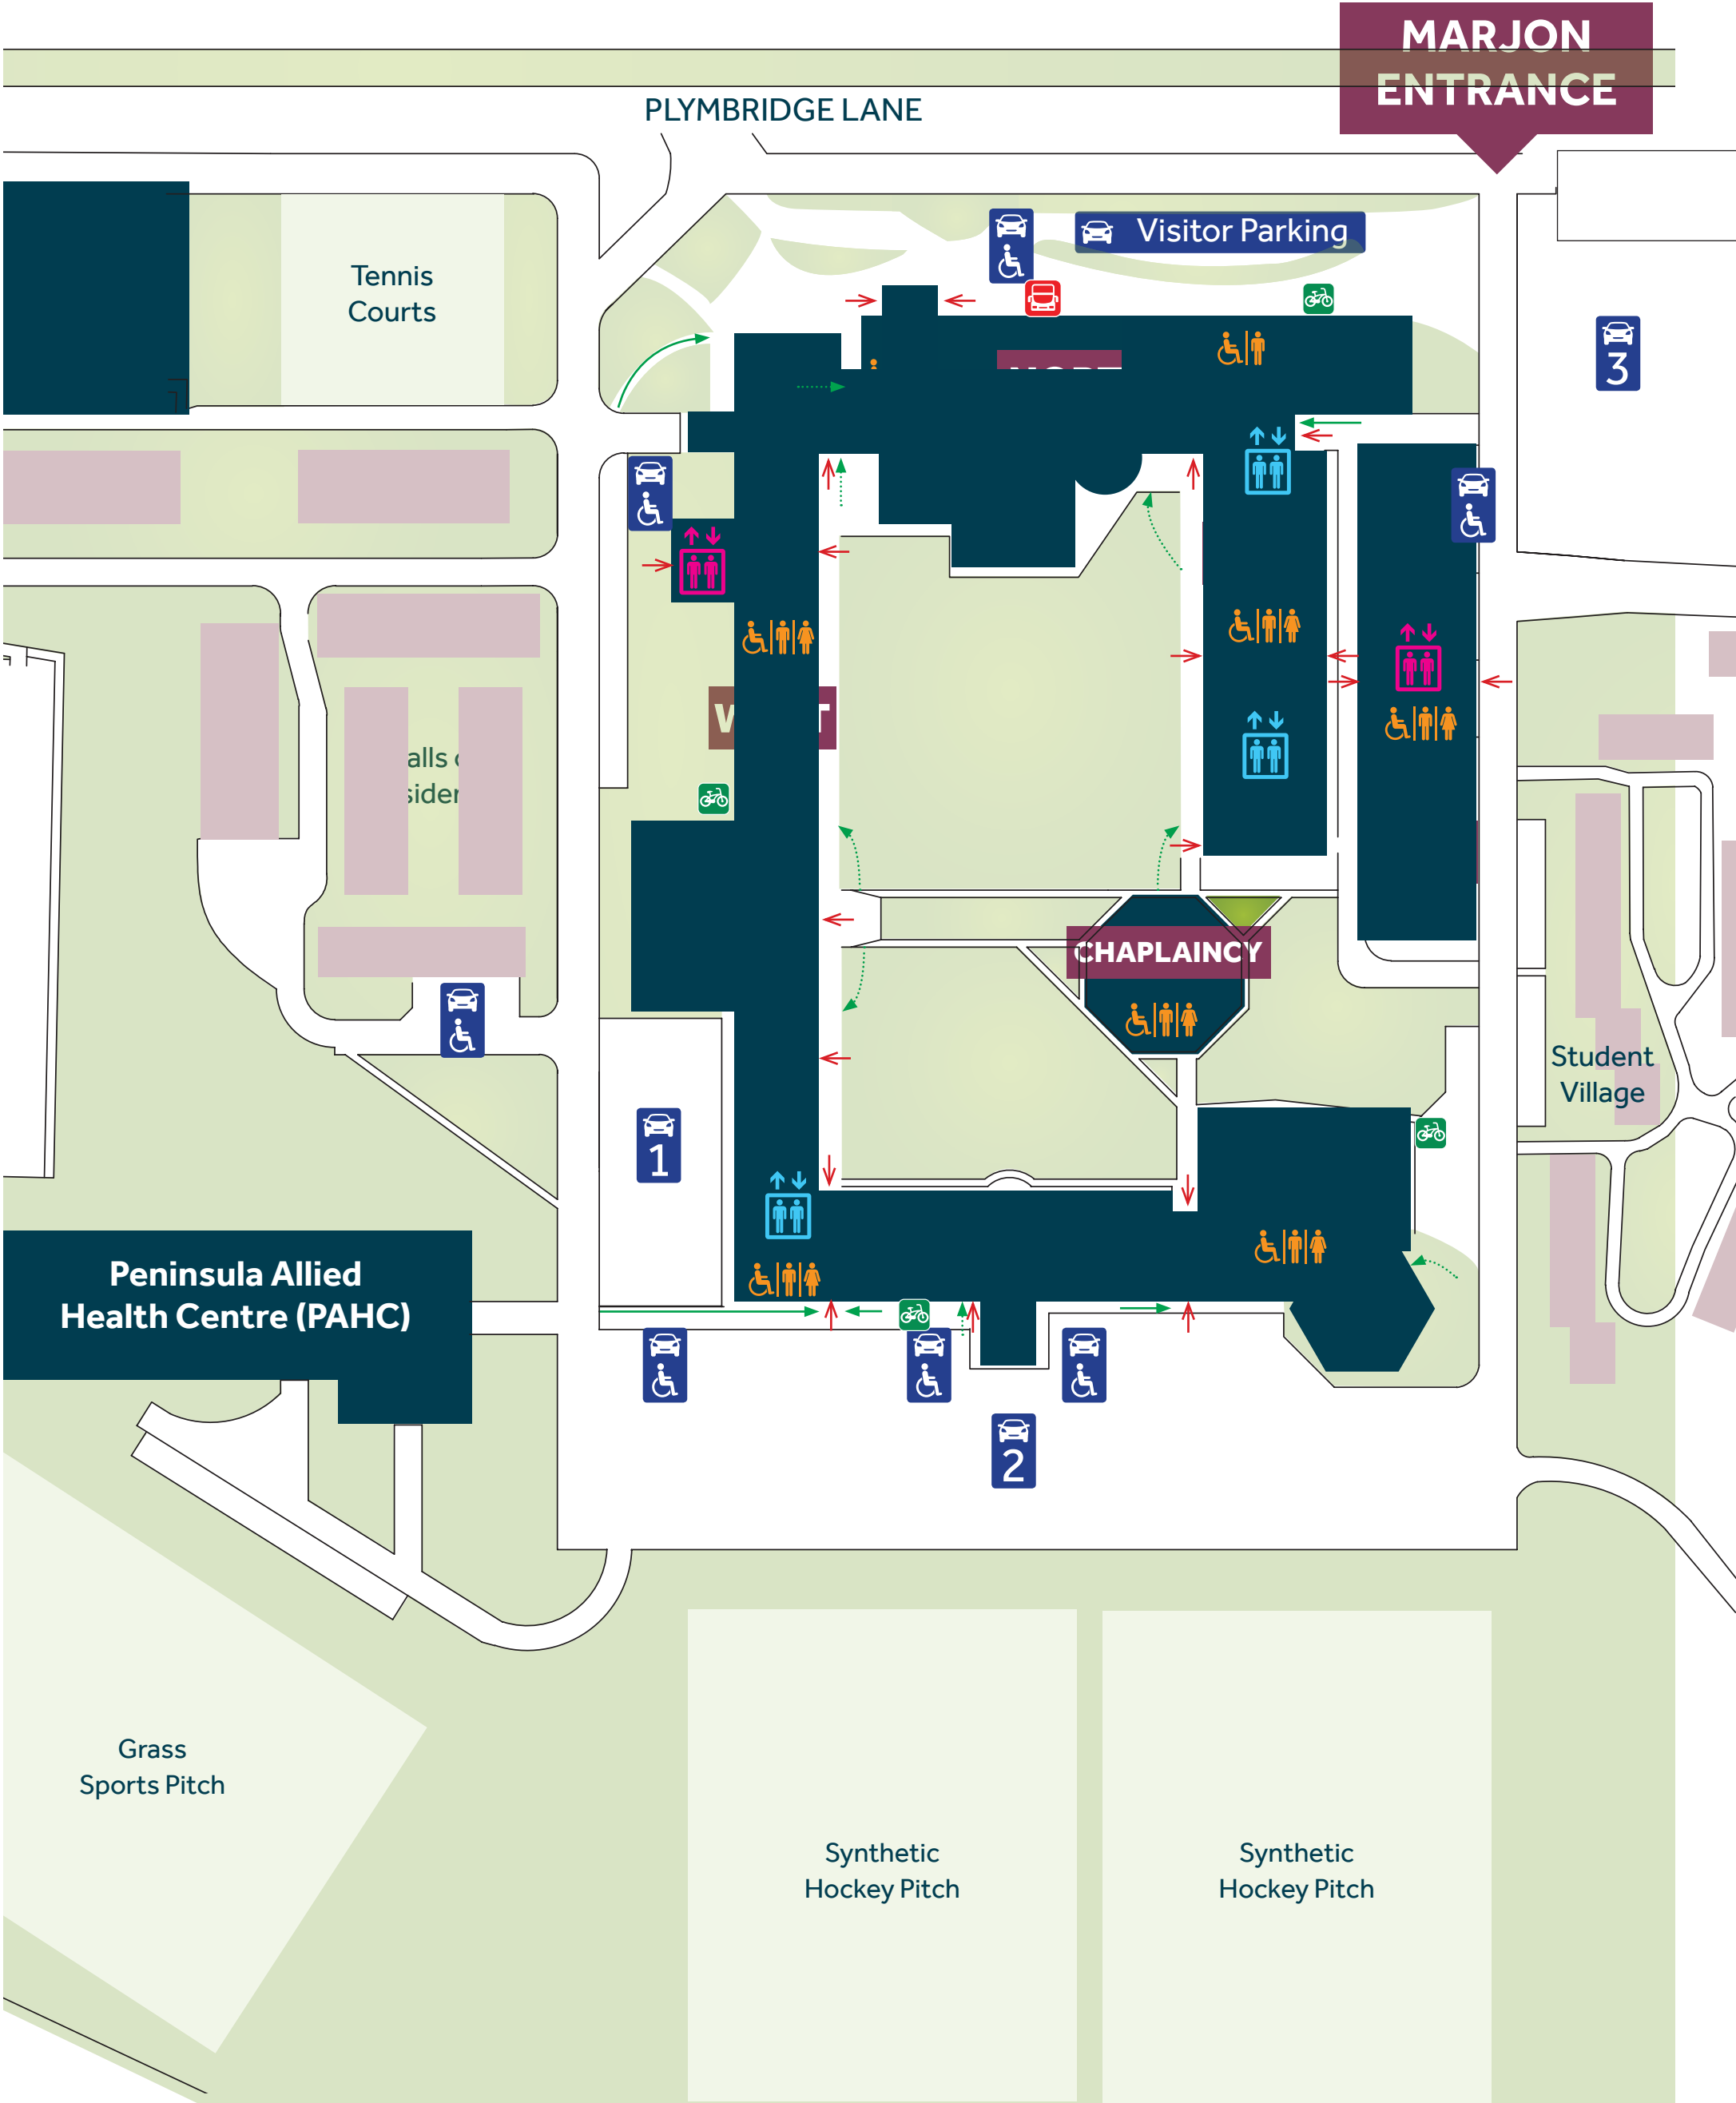 MARJON
ENTRANCE
PLYMBRIDGE LANE
Visitor Parking
Tennis
Courts
3
CHAPLAINCY
Student
Village
1
Peninsula Allied
Health Centre (PAHC)
2
Grass
Sports Pitch
Synthetic
Hockey Pitch
Synthetic
Hockey Pitch